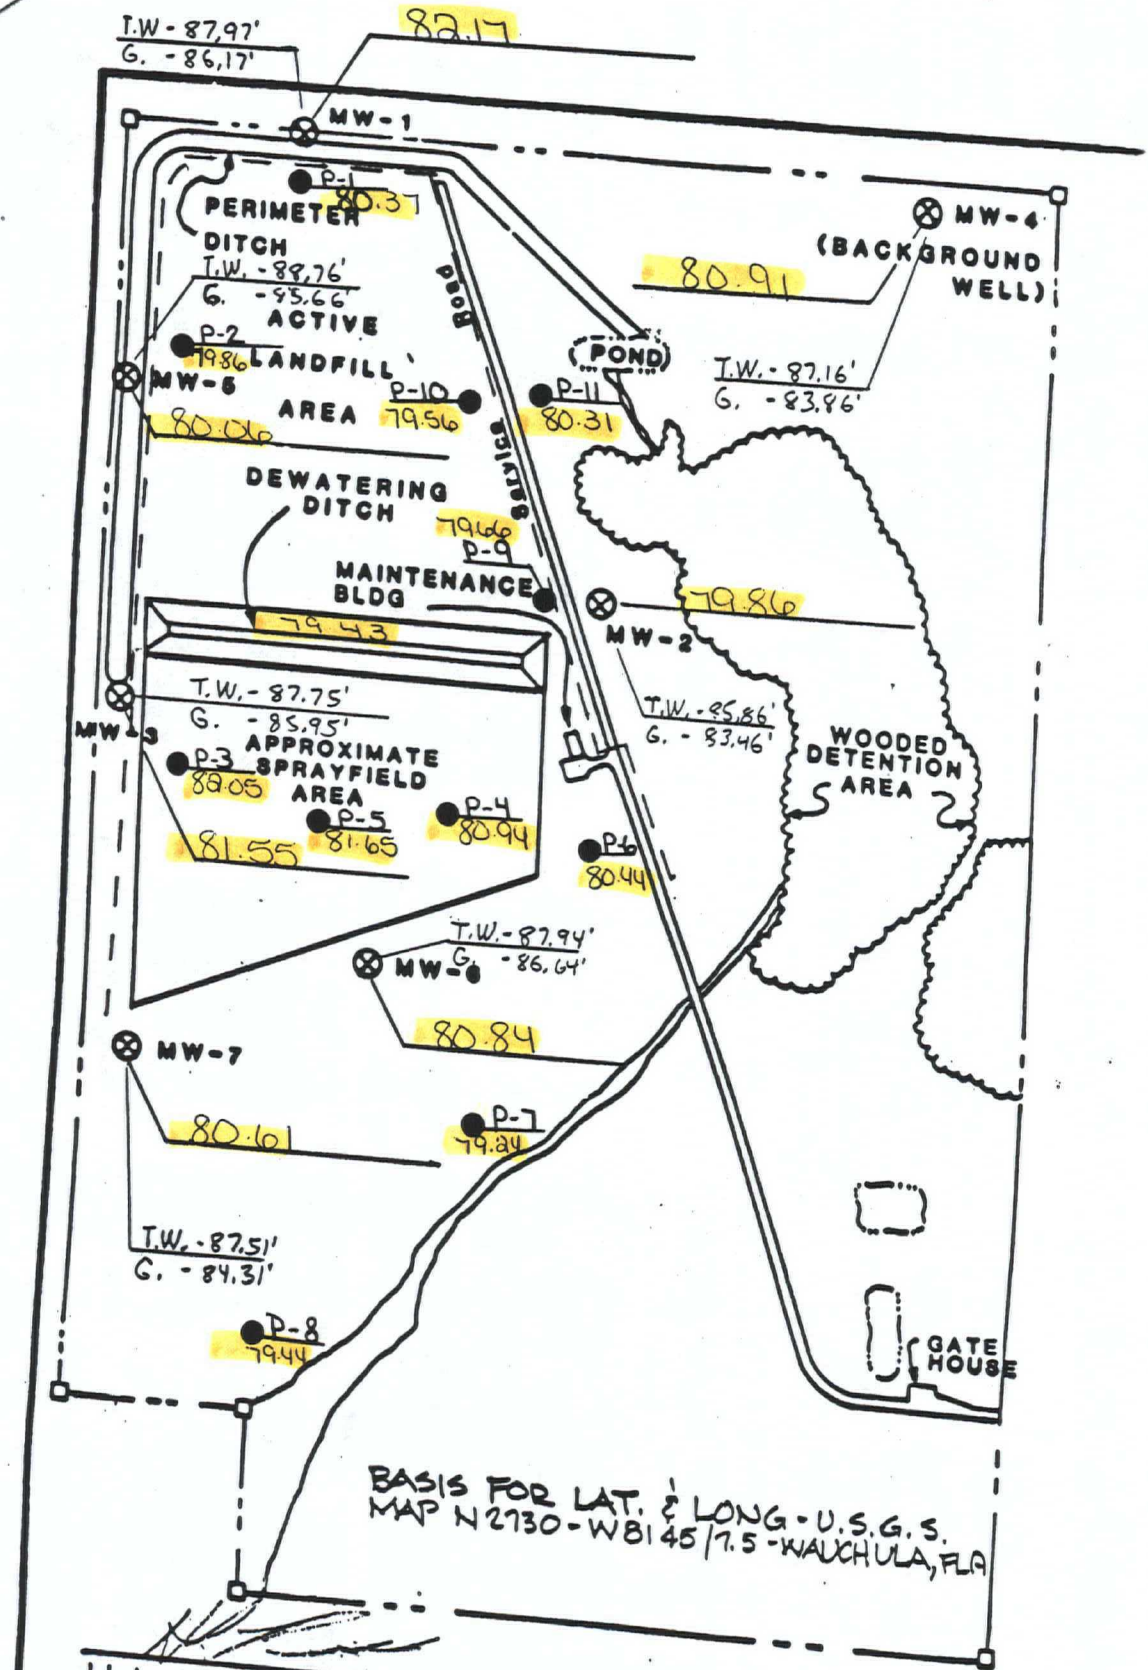 T.W - 87,97'
G. - 86,17'
82.17
MW-1
P-1
80.37
PERIMETER
DITCH
MW-4
(BACKGROUND
WELL)
80.91
T.W. - 88,76'
G. - 85.66'
ACTIVE
LANDFILL
AREA
Road
P-2
79.86
MW-5
80.06
P-10
79.56
(POND)
P-11
80.31
T.W. - 87.16'
G. - 83.86'
Service
DEWATERING
DITCH
79.66
P-9
MAINTENANCE
BLDG
79.43
79.86
MW-2
T.W. - 87.75'
G. - 85.95'
MW-3
T.W. - 85,86'
G. - 83.46'
APPROXIMATE
SPRAYFIELD
AREA
P-3
82.05
WOODED
DETENTION
AREA
P-4
80.94
P-5
81.65
81.55
P-6
80.44
T.W. - 87.94'
G. - 86,64'
MW-6
80.84
MW-7
80.61
P-7
79.24
T.W. - 87.51'
G. - 84.31'
P-8
79.44
GATE
HOUSE
BASIS FOR LAT. & LONG - U.S.G.S.
MAP N2730-W8145/7.5-WAUCHULA, FLA